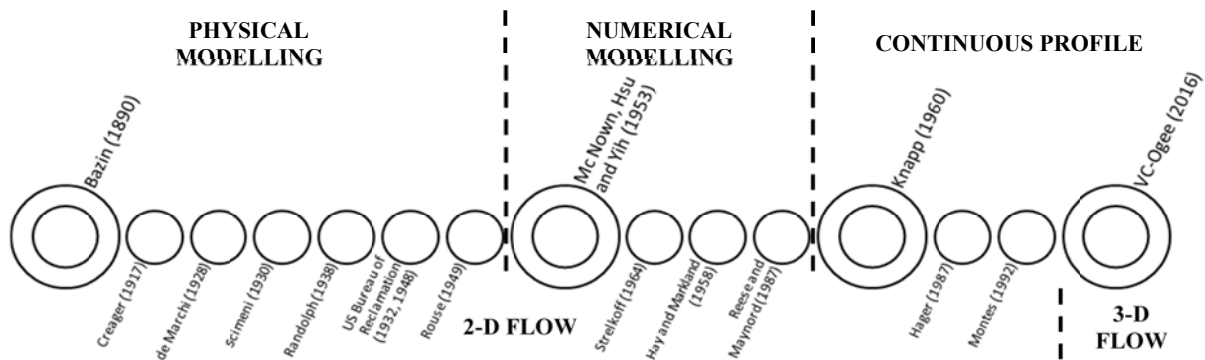 PHYSICAL
MODELLING
NUMERICAL
MODELLING
CONTINUOUS PROFILE
Bazin (1890)
Creager (1917)
de Marchi (1928)
scimeni (1930)
Randolph (1938)
US Bureau of
Reclamation
(1932, 1948)
Rouse (1949)
Mc Nown, Hsu
and Yih (1953)
Strelkoff (1964)
Hay and Markland
(1958)
Reese and
Maynord (1987)
Knapp (1960)
Hager (1987)
Montes (1992)
VC-Ogee (2016)
2-D FLOW
3-D
FLOW